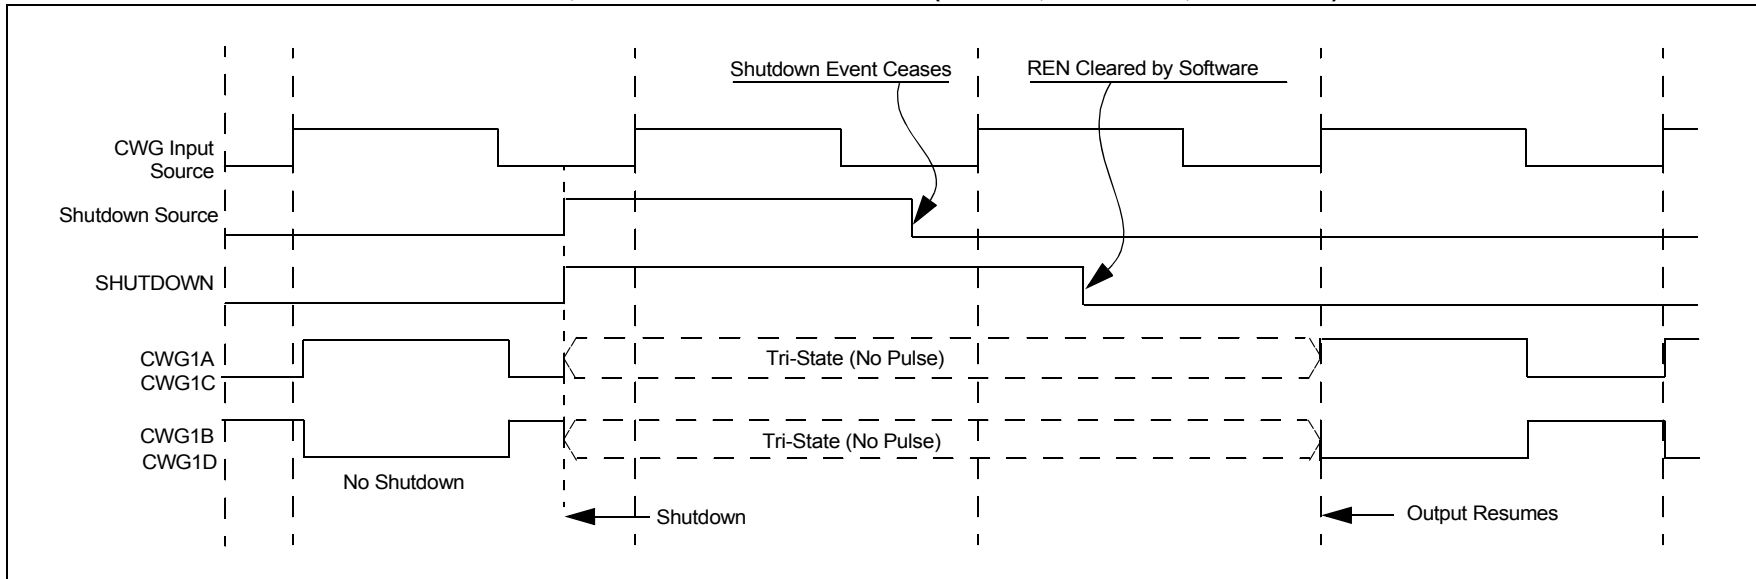 Shutdown Event Ceases
REN Cleared by Software
CWG Input
Source
Shutdown Source
SHUTDOWN
CWG1A
CWG1C
Tri-State (No Pulse)
CWG1B
CWG1D
Tri-State (No Pulse)
No Shutdown
Shutdown
Output Resumes